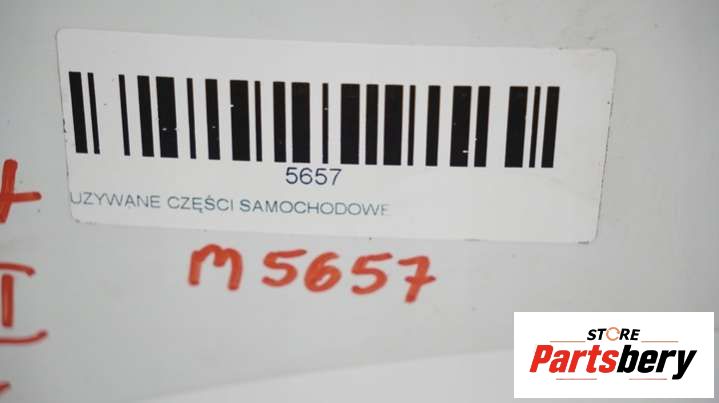 5657
UZYWANE CZĘŚCI SAMOCHODOWE
M5657
I
STORE
Partsbery